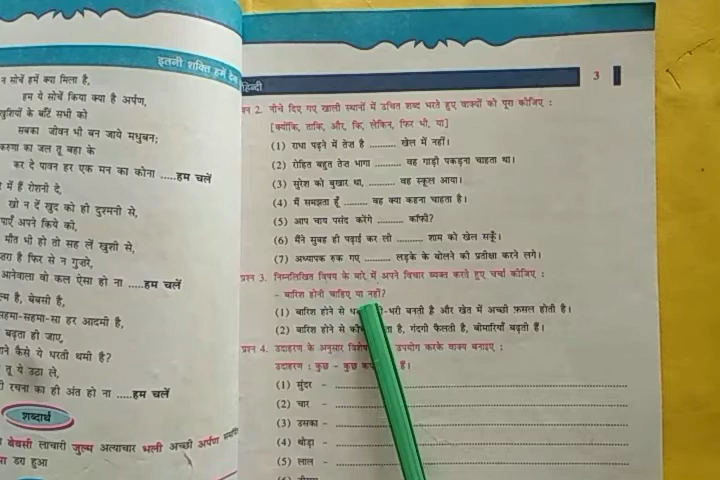 इतनी शक्ति हमें
न सोचें हमें क्या मिला है,
हम ये सोचें किया क्या है अर्पण,
खुशियों के बाँटें सभी को
सबका जीवन भी बन जाये मधुबन;
करुणा का जल तू बहा के
कर दे पावन हर एक मन का कोना .....हम चलें
में हैं रोशनी दे,
खो न दें खुद को ही दुश्मनी से,
पाएँ अपने किये की,
मौत भी हो तो सह लें खुशी से,
डरा है फिर से न गुज़रे,
आनेवाला वो कल ऐसा हो ना .....हम चलें
है, बेबसी है,
सहमा-सहमा-सा हर आदमी है,
बढ़ता ही जाए,
कैसे ये धरती थमी है?
तू ये उठा ले,
रचना का ही अंत हो ना .....हम चलें
शब्दार्थ
बेबसी लाचारी जुल्म अत्याचार भली अच्छी अर्पण
डरा हुआ
हिन्दी
3
2. नीचे दिए गए खाली स्थानों में उचित शब्द भरते हुए वाक्यों को पूरा कीजिए :
[क्योंकि, ताकि, और, कि, लेकिन, फिर भी, या]
(1) राधा पढ़ने में तेज है .......... खेल में नहीं।
(2) रोहित बहुत तेज भागा .......... वह गाड़ी पकड़ना चाहता था।
(3) सुरेश को बुखार था, .......... वह स्कूल आया।
(4) मैं समझता हूँ .......... वह क्या कहना चाहता है।
(5) आप चाय पसंद करेंगे .......... कॉफी?
(6) मैंने सुबह ही पढ़ाई कर ली .......... शाम को खेल सकूँ।
(7) अध्यापक रुक गए .......... लड़के के बोलने की प्रतीक्षा करने लगे।
प्रश्न 3. निम्नलिखित विषय के बारे में अपने विचार व्यक्त करते हुए चर्चा कीजिए :
- बारिश होनी चाहिए या नहीं?
(1) बारिश होने से -भरी बनती है और खेत में अच्छी फ़सल होती है।
(2) बारिश होने से है, गंदगी फैलती है, बीमारियाँ बढ़ती हैं।
प्रश्न 4. उदाहरण के अनुसार उपयोग करके वाक्य बनाइए :
उदाहरण : कुछ - कुछ हैं।
(1) सुंदर -
(2) चार -
(3) उसका -
(4) थोड़ा -
(5) लाल -